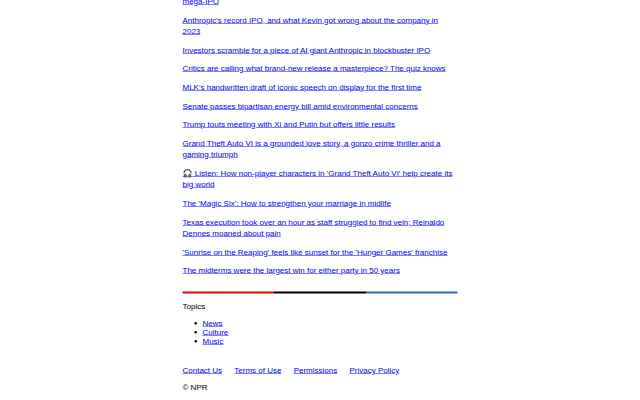 mega-IPO
Anthropic's record IPO, and what Kevin got wrong about the company in
2023
Investors scramble for a piece of AI giant Anthropic in blockbuster IPO
Critics are calling what brand-new release a masterpiece? The quiz knows
MLK's handwritten draft of iconic speech on display for the first time
Senate passes bipartisan energy bill amid environmental concerns
Trump touts meeting with Xi and Putin but offers little results
Grand Theft Auto VI is a grounded love story, a gonzo crime thriller and a
gaming triumph
🎧 Listen: How non-player characters in 'Grand Theft Auto VI' help create its
big world
The 'Magic Six': How to strengthen your marriage in midlife
Texas execution took over an hour as staff struggled to find vein; Reinaldo
Dennes moaned about pain
'Sunrise on the Reaping' feels like sunset for the 'Hunger Games' franchise
The midterms were the largest win for either party in 50 years
Topics
• News
• Culture
• Music
Contact Us Terms of Use Permissions Privacy Policy
© NPR